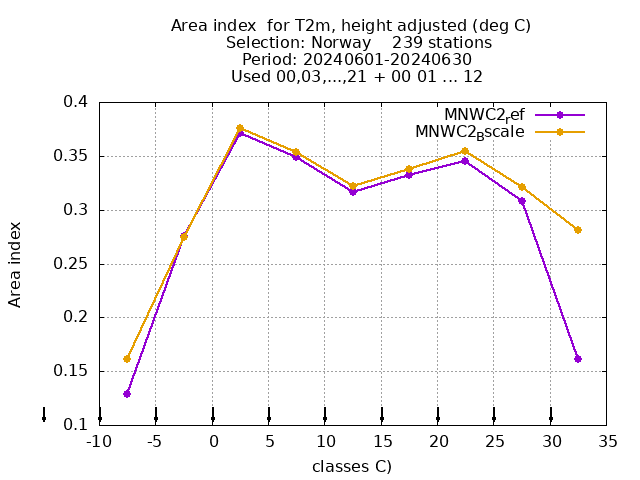 Area index  for T2m, height adjusted (deg C)
Selection: Norway    239 stations
Period: 20240601-20240630
Used 00,03,...,21 + 00 01 ... 12
MNWC2ref
MNWC2Bscale
0.4
0.35
0.3
0.25
0.2
0.15
0.1
Area index
-10 -5 0 5 10 15 20 25 30 35
classes C)